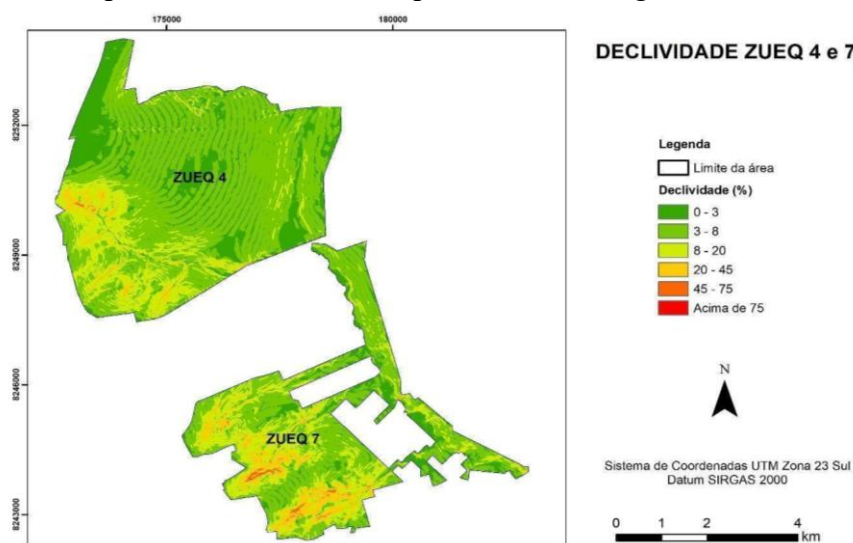 175000
180000
DECLIVIDADE ZUEQ 4 e 7
8252000
8249000
8246000
8243000
ZUEQ 4
ZUEQ 7
Legenda
Limite da área
Declividade (%)
0 - 3
3 - 8
8 - 20
20 - 45
45 - 75
Acima de 75
N
Sistema de Coordenadas UTM Zona 23 Sul
Datum SIRGAS 2000
0 1 2 4
km